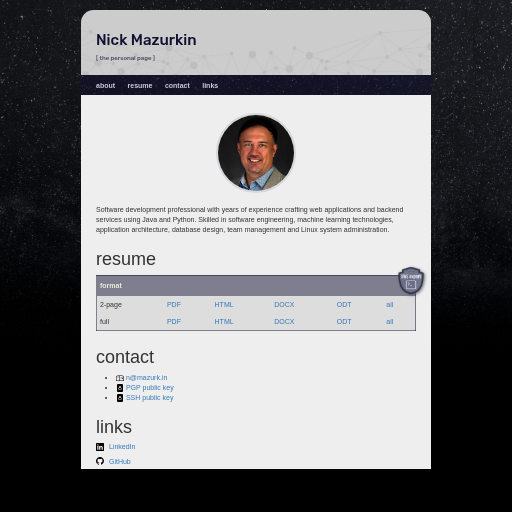 Nick Mazurkin
[ the personal page ]
about resume contact links
Software development professional with years of experience crafting web applications and backend
services using Java and Python. Skilled in software engineering, machine learning technologies,
application architecture, database design, team management and Linux system administration.
resume
format
2-page PDF HTML DOCX ODT all
full PDF HTML DOCX ODT all
contact
n@mazurk.in
PGP public key
SSH public key
links
LinkedIn
GitHub